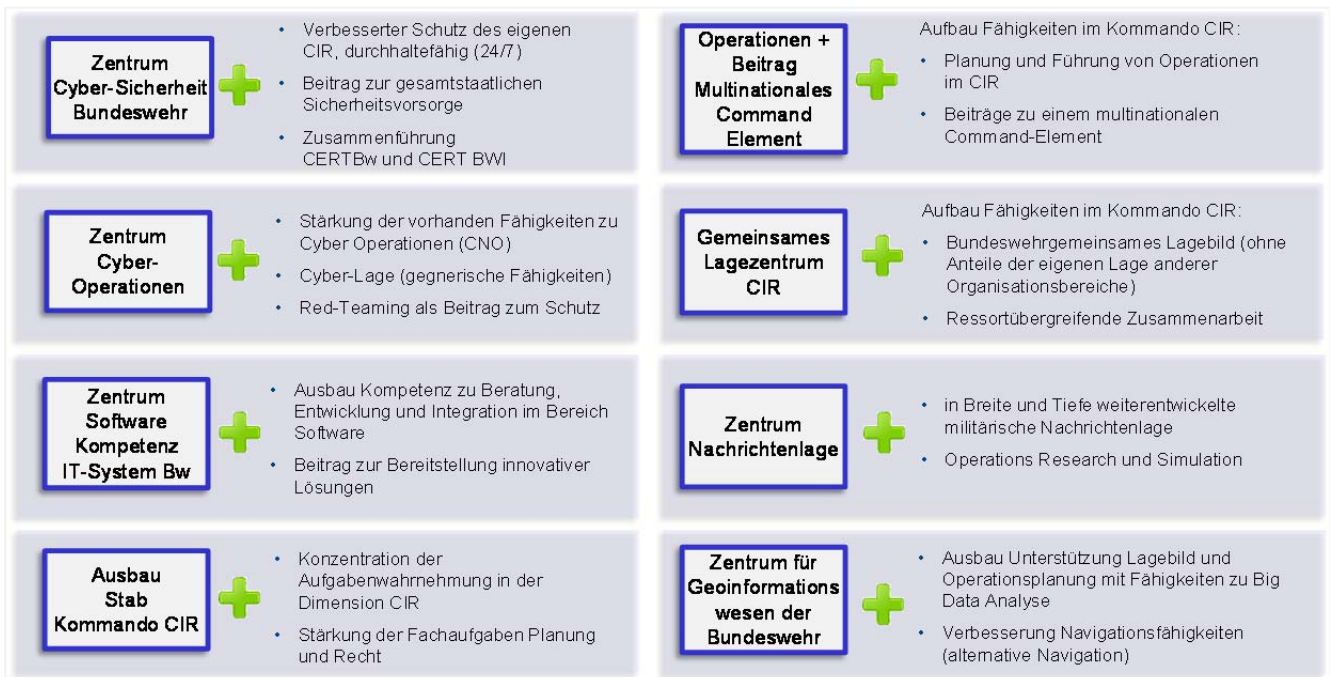 Zentrum
Cyber-Sicherheit
Bundeswehr
• Verbesserter Schutz des eigenen
CIR, durchhaltefähig (24/7)
• Beitrag zur gesamtstaatlichen
Sicherheitsvorsorge
• Zusammenführung
CERTBw und CERT BWI
Operationen +
Beitrag
Multinationales
Command
Element
Aufbau Fähigkeiten im Kommando CIR:
• Planung und Führung von Operationen
im CIR
• Beiträge zu einem multinationalen
Command-Element
Zentrum
Cyber-
Operationen
• Stärkung der vorhanden Fähigkeiten zu
Cyber Operationen (CNO)
• Cyber-Lage (gegnerische Fähigkeiten)
• Red-Teaming als Beitrag zum Schutz
Gemeinsames
Lagezentrum
CIR
Aufbau Fähigkeiten im Kommando CIR:
• Bundeswehrgemeinsames Lagebild (ohne
Anteile der eigenen Lage anderer
Organisationsbereiche)
• Ressortübergreifende Zusammenarbeit
Zentrum
Software
Kompetenz
IT-System Bw
• Ausbau Kompetenz zu Beratung,
Entwicklung und Integration im Bereich
Software
• Beitrag zur Bereitstellung innovativer
Lösungen
Zentrum
Nachrichtenlage
• in Breite und Tiefe weiterentwickelte
militärische Nachrichtenlage
• Operations Research und Simulation
Ausbau
Stab
Kommando CIR
• Konzentration der
Aufgabenwahrnehmung in der
Dimension CIR
• Stärkung der Fachaufgaben Planung
und Recht
Zentrum für
Geoinformations
wesen der
Bundeswehr
• Ausbau Unterstützung Lagebild und
Operationsplanung mit Fähigkeiten zu Big
Data Analyse
• Verbesserung Navigationsfähigkeiten
(alternative Navigation)